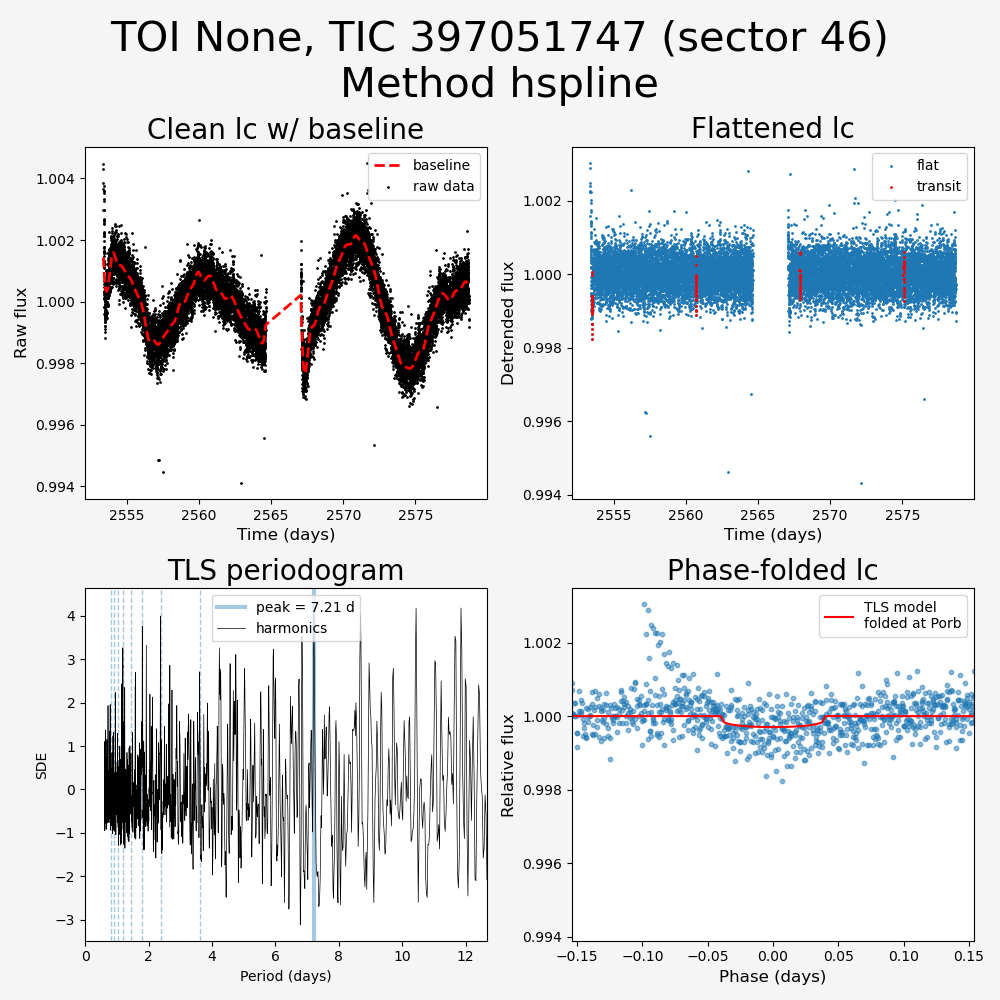 TOI None, TIC 397051747 (sector 46)
Method hspline
Clean lc w/ baseline
Flattened lc
baseline
raw data
flat
transit
1.004
1.002
1.000
0.998
0.996
0.994
Raw flux
2555
2560
2565
2570
2575
Time (days)
1.002
1.000
0.998
0.996
0.994
Detrended flux
2555
2560
2565
2570
2575
Time (days)
TLS periodogram
Phase-folded lc
peak = 7.21 d
harmonics
TLS model
folded at Porb
4
3
2
1
0
−1
−2
−3
SDE
0
2
4
6
8
10
12
Period (days)
1.002
1.000
0.998
0.996
0.994
Relative flux
−0.15
−0.10
−0.05
0.00
0.05
0.10
0.15
Phase (days)